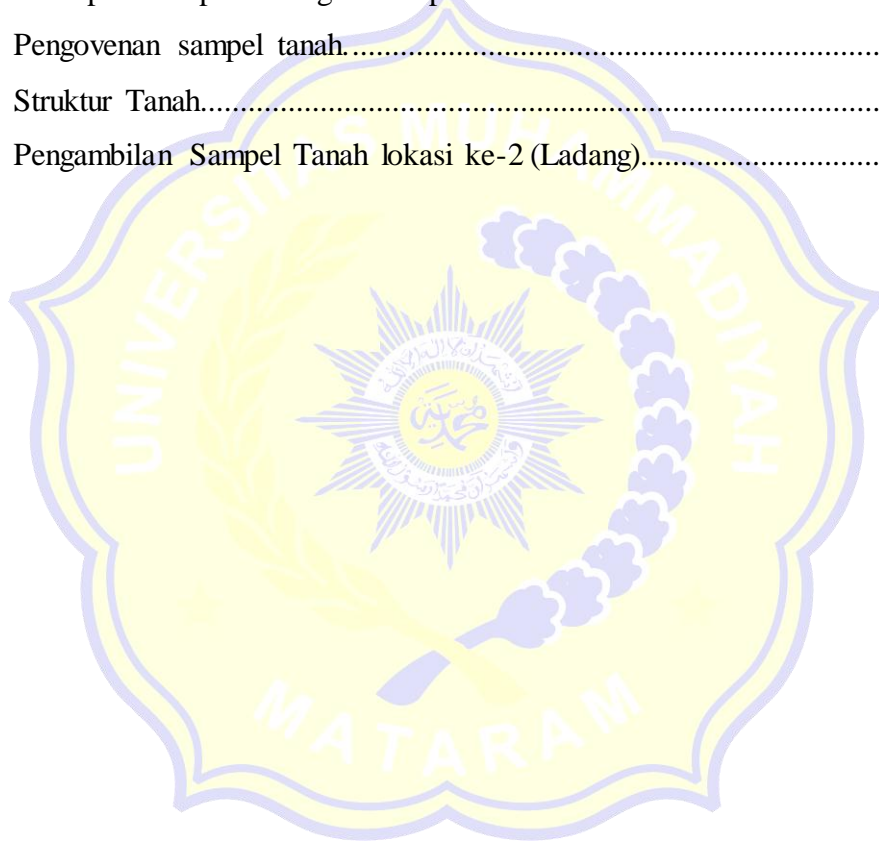 Pengovenan sampel tanah..........................................................................
Struktur Tanah..........................................................................................
Pengambilan Sampel Tanah lokasi ke-2 (Ladang)...............................
UNIVERSITAS MUHAMMADIYAH
MATARAM